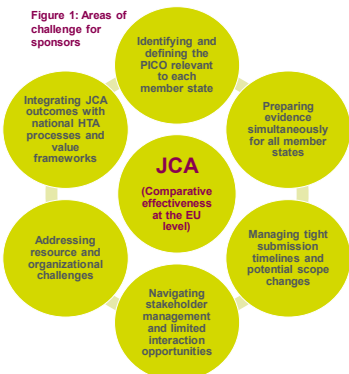 Figure 1: Areas of
challenge for
sponsors
Identifying and
defining the
PICO relevant
to each
member state
Preparing
evidence
simultaneously
for all member
states
Managing tight
submission
timelines and
potential scope
changes
Navigating
stakeholder
management
and limited
interaction
opportunities
Addressing
resource and
organizational
challenges
Integrating JCA
outcomes with
national HTA
processes and
value
frameworks
JCA
(Comparative
effectiveness
at the EU
level)